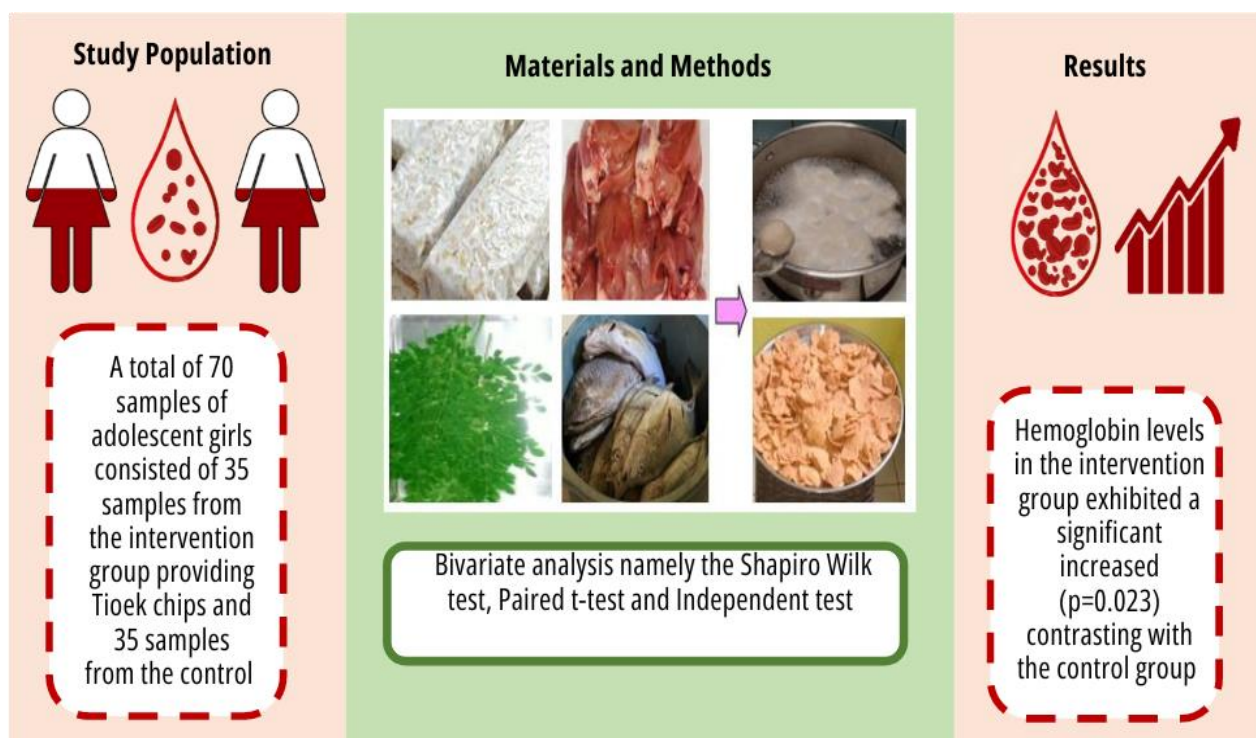 Study Population
A total of 70
samples of
adolescent girls
consisted of 35
samples from
the intervention
group providing
Tioek chips and
35 samples
from the control
Materials and Methods
Bivariate analysis namely the Shapiro Wilk
test, Paired t-test and Independent test
Results
Hemoglobin levels
in the intervention
group exhibited a
significant
increased
(p=0.023)
contrasting with
the control group